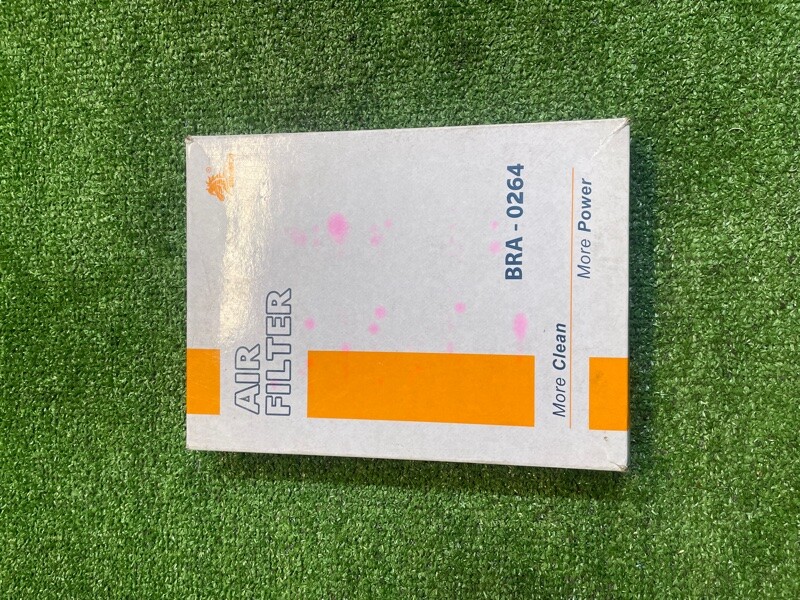 AIR
FILTER
BRA - 0264
More Clean
More Power